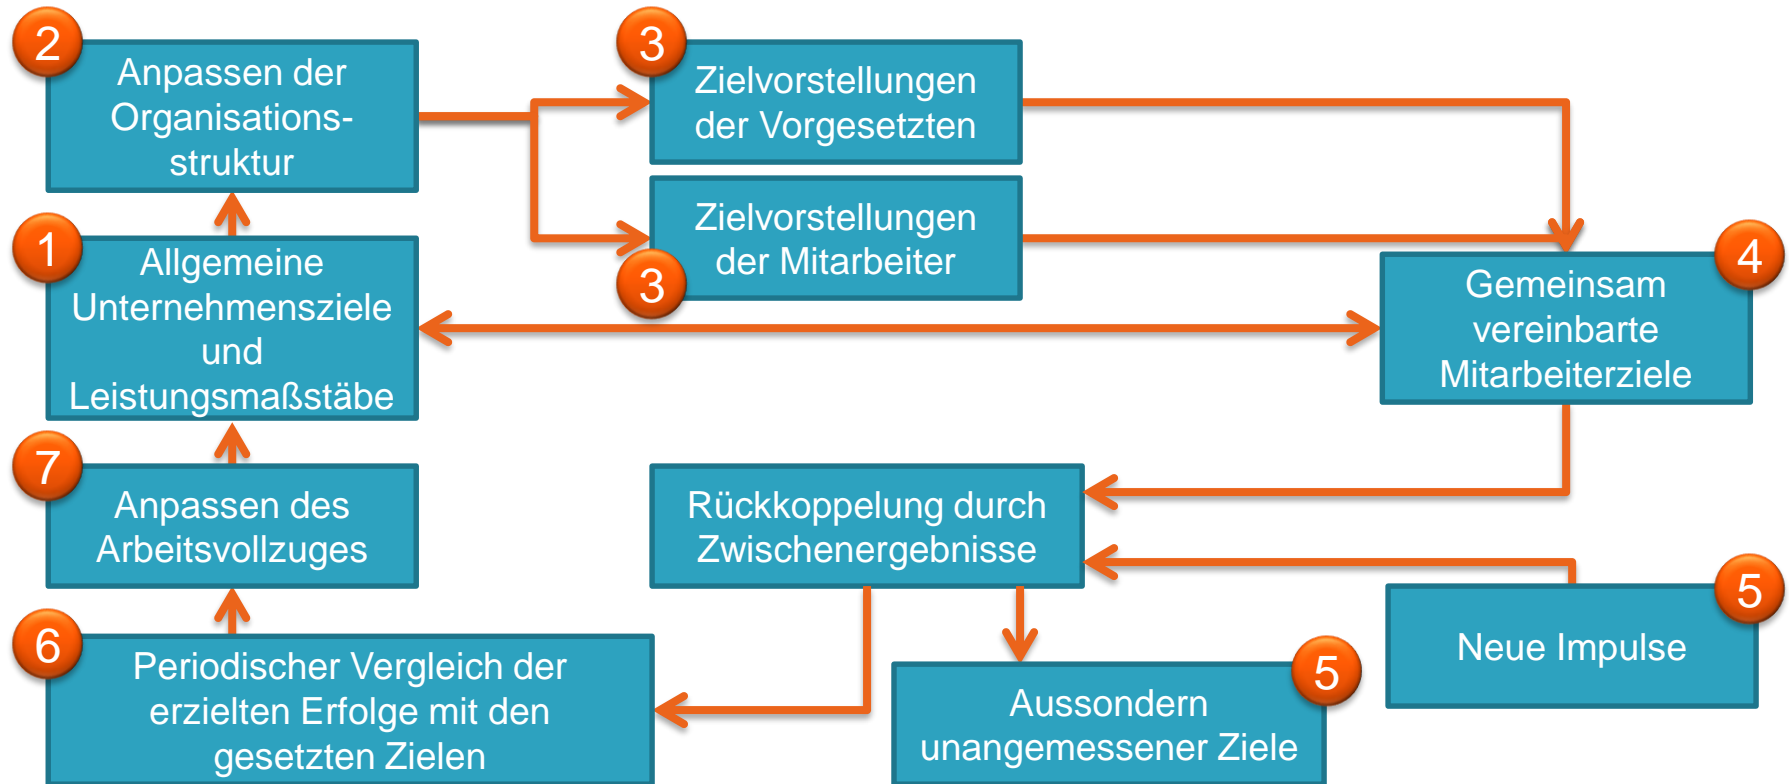 2
Anpassen der
Organisations-
struktur
3
Zielvorstellungen
der Vorgesetzten
Zielvorstellungen
der Mitarbeiter
3
1
Allgemeine
Unternehmensziele
und
Leistungsmaßstäbe
4
Gemeinsam
vereinbarte
Mitarbeiterziele
7
Anpassen des
Arbeitsvollzuges
Rückkoppelung durch
Zwischenergebnisse
5
Neue Impulse
6
Periodischer Vergleich der
erzielten Erfolge mit den
gesetzten Zielen
5
Aussondern
unangemessener Ziele